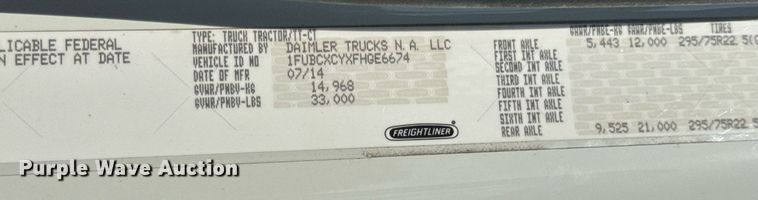 LICABLE FEDERAL
N EFFECT AT DATE
TYPE: TRUCK TRACTOR/TT-CT
MANUFACTURED BY DAIMLER TRUCKS N.A. LLC
VEHICLE ID NO 1FUBCXCYXFHGE6674
DATE OF MFR 07/14
GVWR/PNBV-KG 14,968
GVWR/PNBV-LBS 33,000
FREIGHTLINER
GAWR/PNBE-KG GAWR/PNBE-LBS TIRES
FRONT AXLE 5,443 12,000 295/75R22.5(G
FIRST INT AXLE
SECOND INT AXLE
THIRD INT AXLE
FOURTH INT AXLE
FIFTH INT AXLE
SIXTH INT AXLE
REAR AXLE 9,525 21,000 295/75R22.5
Purple Wave Auction